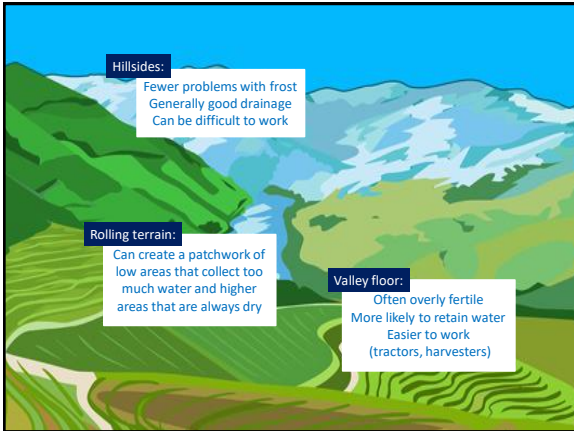 Hillsides:
Fewer problems with frost
Generally good drainage
Can be difficult to work
Rolling terrain:
Can create a patchwork of
low areas that collect too
much water and higher
areas that are always dry
Valley floor:
Often overly fertile
More likely to retain water
Easier to work
(tractors, harvesters)